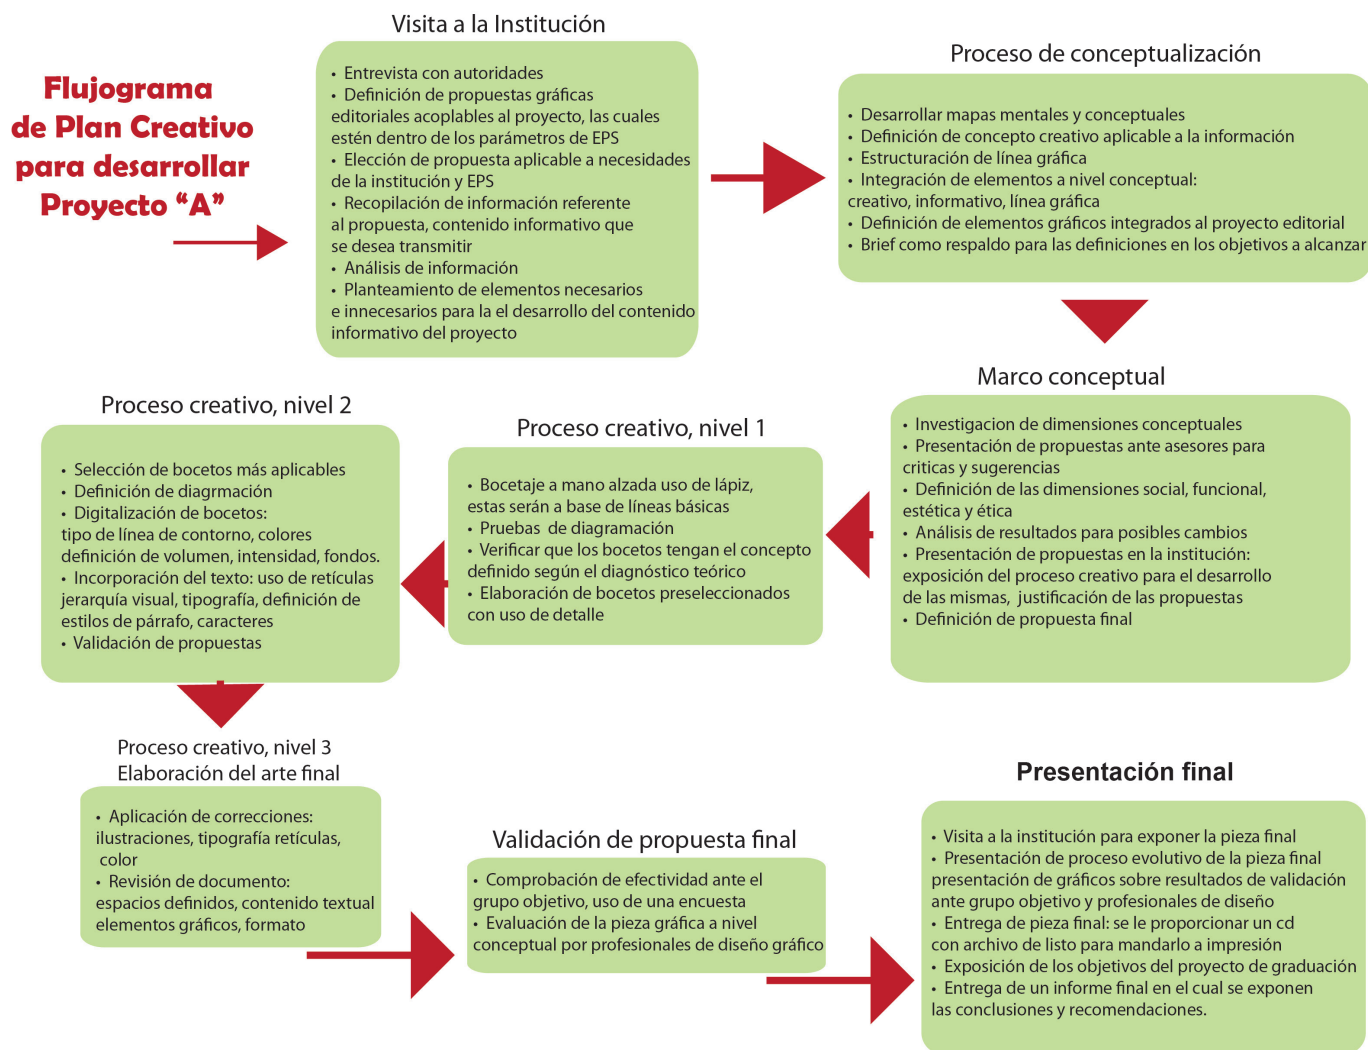 Flujograma
de Plan Creativo
para desarrollar
Proyecto “A”
Visita a la Institución
• Entrevista con autoridades
• Definición de propuestas gráficas
editoriales acoplables al proyecto, las cuales
estén dentro de los parámetros de EPS
• Elección de propuesta aplicable a necesidades
de la institución y EPS
• Recopilación de información referente
al propuesta, contenido informativo que
se desea transmitir
• Análisis de información
• Planteamiento de elementos necesarios
e innecesarios para la el desarrollo del contenido
informativo del proyecto
Proceso de conceptualización
• Desarrollar mapas mentales y conceptuales
• Definición de concepto creativo aplicable a la información
• Estructuración de línea gráfica
• Integración de elementos a nivel conceptual:
creativo, informativo, línea gráfica
• Definición de elementos gráficos integrados al proyecto editorial
• Brief como respaldo para las definiciones en los objetivos a alcanzar
Marco conceptual
• Investigacion de dimensiones conceptuales
• Presentación de propuestas ante asesores para
criticas y sugerencias
• Definición de las dimensiones social, funcional,
estética y ética
• Análisis de resultados para posibles cambios
• Presentación de propuestas en la institución:
exposición del proceso creativo para el desarrollo
de las mismas, justificación de las propuestas
• Definición de propuesta final
Proceso creativo, nivel 1
• Bocetaje a mano alzada uso de lápiz,
estas serán a base de líneas básicas
• Pruebas de diagramación
• Verificar que los bocetos tengan el concepto
definido según el diagnóstico teórico
• Elaboración de bocetos preseleccionados
con uso de detalle
Proceso creativo, nivel 2
• Selección de bocetos más aplicables
• Definición de diagrmación
• Digitalización de bocetos:
tipo de línea de contorno, colores
definición de volumen, intensidad, fondos.
• Incorporación del texto: uso de retículas
jerarquía visual, tipografía, definición de
estilos de párrafo, caracteres
• Validación de propuestas
Proceso creativo, nivel 3
Elaboración del arte final
• Aplicación de correcciones:
ilustraciones, tipografía retículas,
color
• Revisión de documento:
espacios definidos, contenido textual
elementos gráficos, formato
Validación de propuesta final
• Comprobación de efectividad ante el
grupo objetivo, uso de una encuesta
• Evaluación de la pieza gráfica a nivel
conceptual por profesionales de diseño gráfico
Presentación final
• Visita a la institución para exponer la pieza final
• Presentación de proceso evolutivo de la pieza final
presentación de gráficos sobre resultados de validación
ante grupo objetivo y profesionales de diseño
• Entrega de pieza final: se le proporcionar un cd
con archivo de listo para mandarlo a impresión
• Exposición de los objetivos del proyecto de graduación
• Entrega de un informe final en el cual se exponen
las conclusiones y recomendaciones.